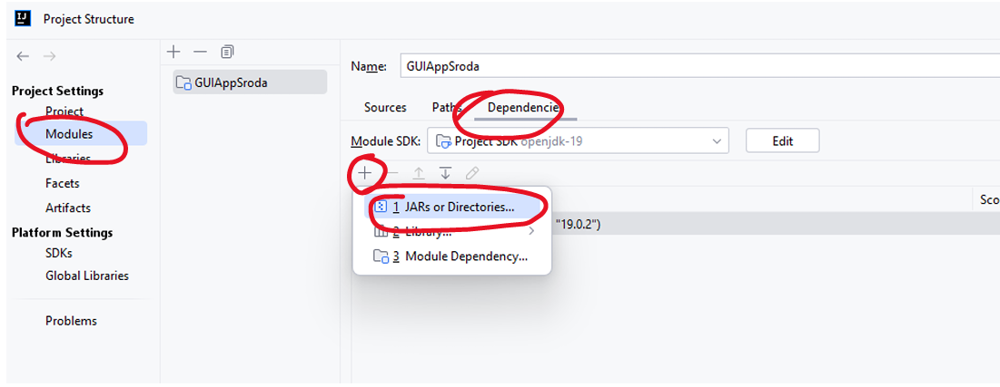 IJ
Project Structure
Project Settings
Project
Modules
Libraries
Facets
Artifacts
Platform Settings
SDKs
Global Libraries
Problems
GUIAppSroda
Name: GUIAppSroda
Sources Paths Dependencies
Module SDK: Project SDK openjdk-19 Edit
Sco
1 JARs or Directories...
"19.0.2")
2 Library...
3 Module Dependency...